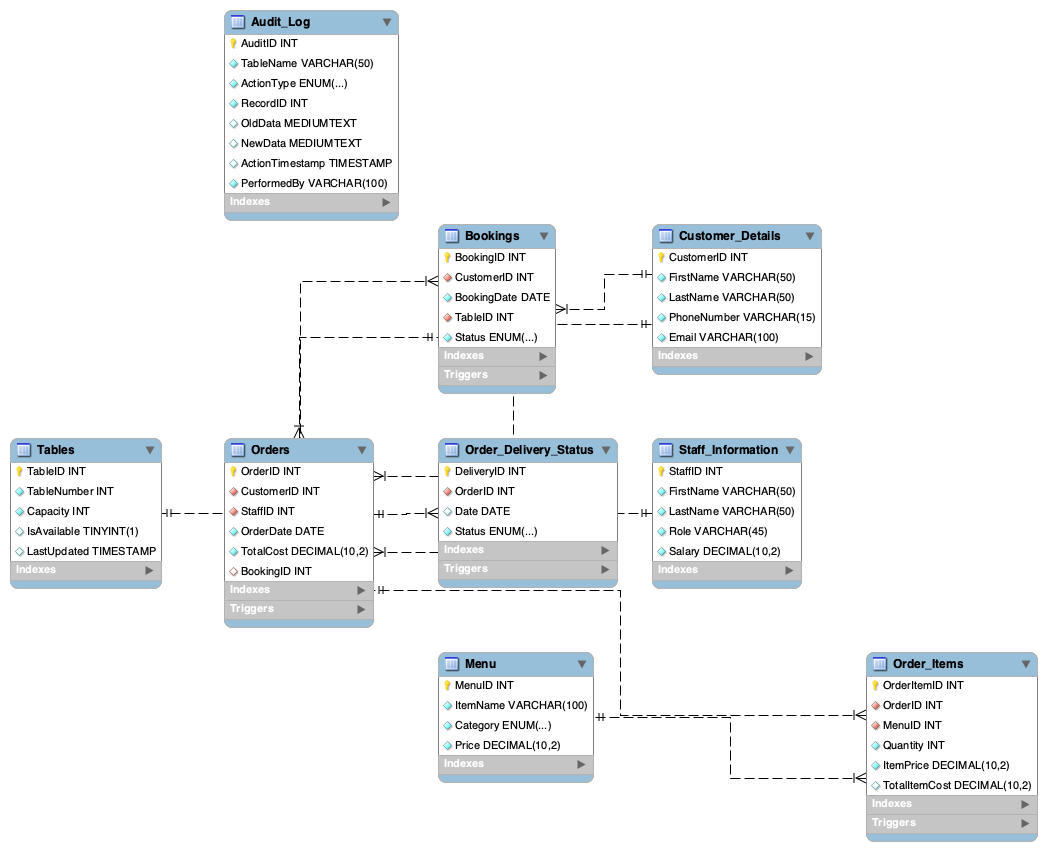 Audit_Log
AuditID INT
TableName VARCHAR(50)
ActionType ENUM(...)
RecordID INT
OldData MEDIUMTEXT
NewData MEDIUMTEXT
ActionTimestamp TIMESTAMP
PerformedBy VARCHAR(100)
Indexes
Bookings
BookingID INT
CustomerID INT
BookingDate DATE
TableID INT
Status ENUM(...)
Indexes
Triggers
Customer_Details
CustomerID INT
FirstName VARCHAR(50)
LastName VARCHAR(50)
PhoneNumber VARCHAR(15)
Email VARCHAR(100)
Indexes
Tables
TableID INT
TableNumber INT
Capacity INT
IsAvailable TINYINT(1)
LastUpdated TIMESTAMP
Indexes
Orders
OrderID INT
CustomerID INT
StaffID INT
OrderDate DATE
TotalCost DECIMAL(10,2)
BookingID INT
Indexes
Triggers
Order_Delivery_Status
DeliveryID INT
OrderID INT
Date DATE
Status ENUM(...)
Indexes
Triggers
Staff_Information
StaffID INT
FirstName VARCHAR(50)
LastName VARCHAR(50)
Role VARCHAR(45)
Salary DECIMAL(10,2)
Indexes
Menu
MenuID INT
ItemName VARCHAR(100)
Category ENUM(...)
Price DECIMAL(10,2)
Indexes
Order_Items
OrderItemID INT
OrderID INT
MenuID INT
Quantity INT
ItemPrice DECIMAL(10,2)
TotalItemCost DECIMAL(10,2)
Indexes
Triggers